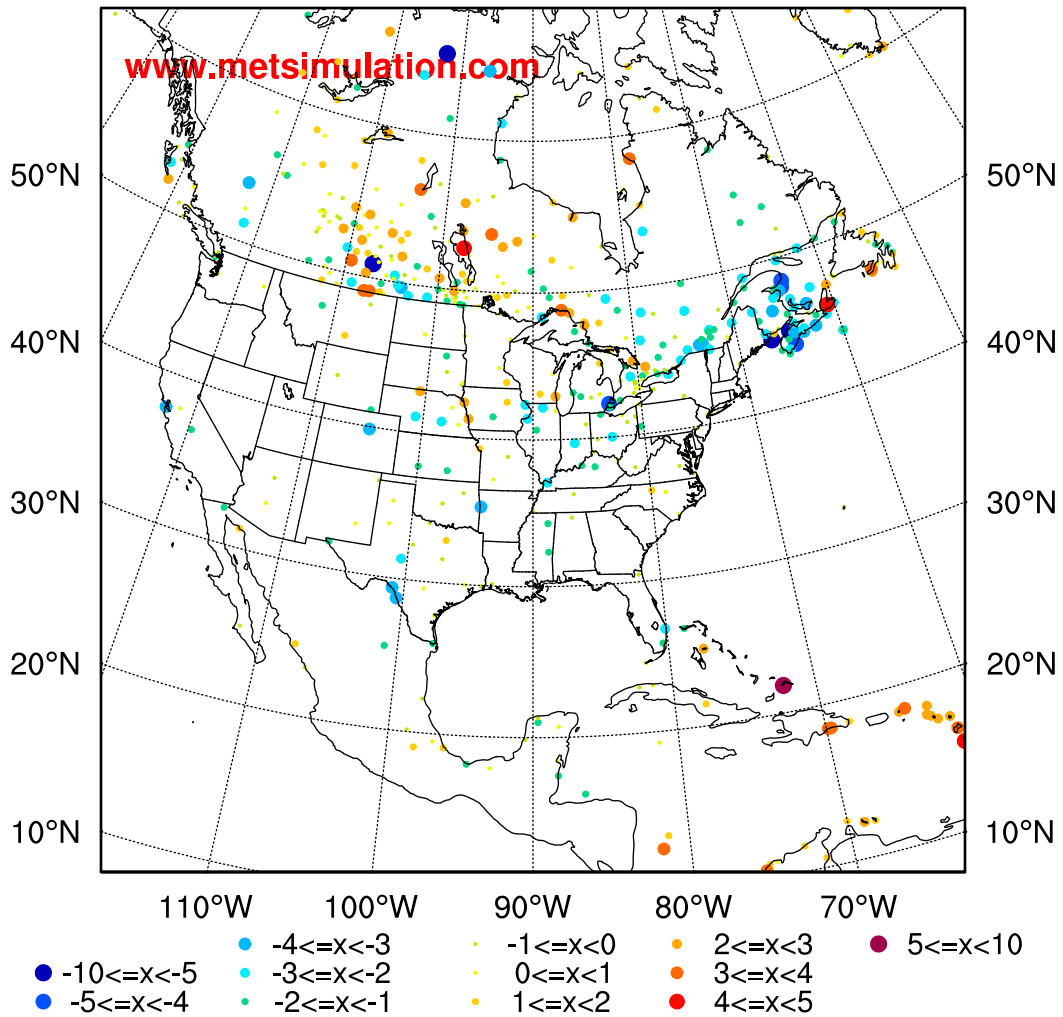 www.metsimulation.com
50°N 50°N
40°N 40°N
30°N 30°N
20°N 20°N
10°N 10°N
110°W 100°W 90°W 80°W 70°W
-4<=x<-3 -1<=x<0 2<=x<3 5<=x<10
-10<=x<-5 -3<=x<-2 0<=x<1 3<=x<4
-5<=x<-4 -2<=x<-1 1<=x<2 4<=x<5